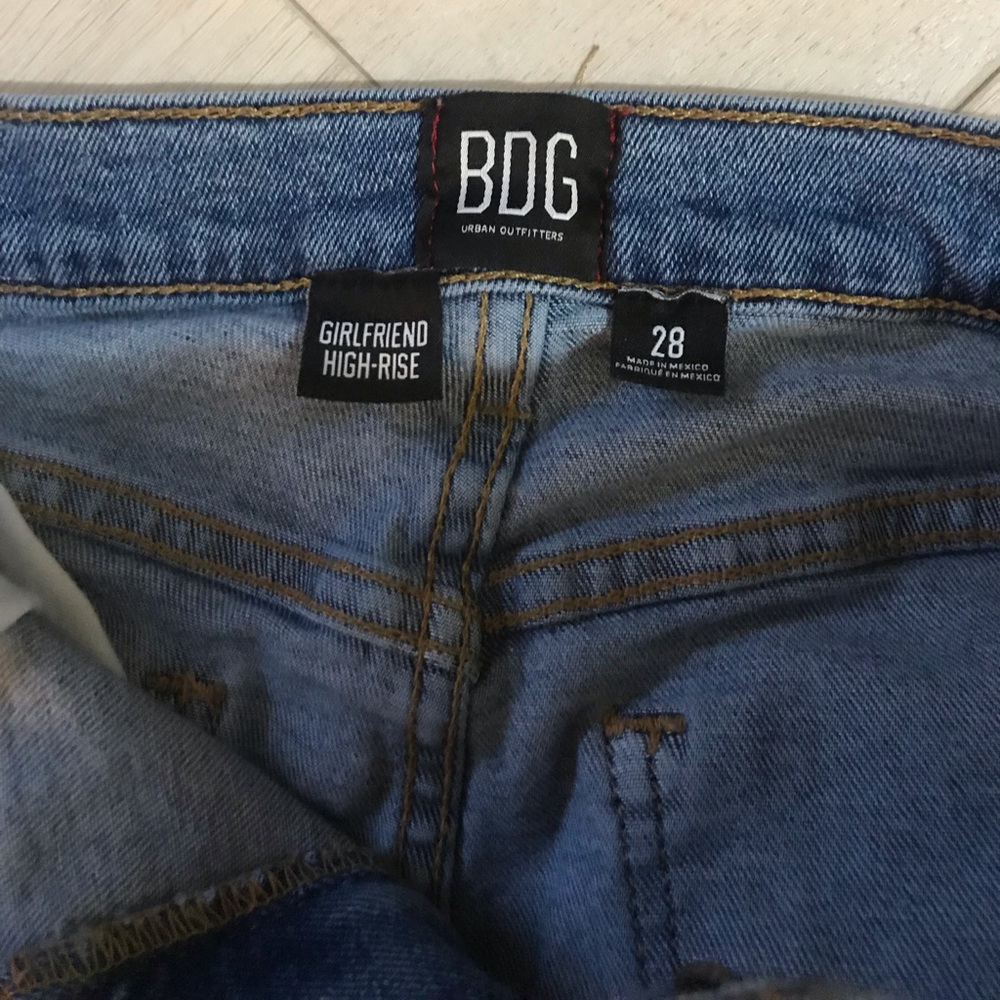 BDG
URBAN OUTFITTERS
GIRLFRIEND
HIGH-RISE
28
MADE IN MEXICO
FABRIQUÉ EN MEXICO